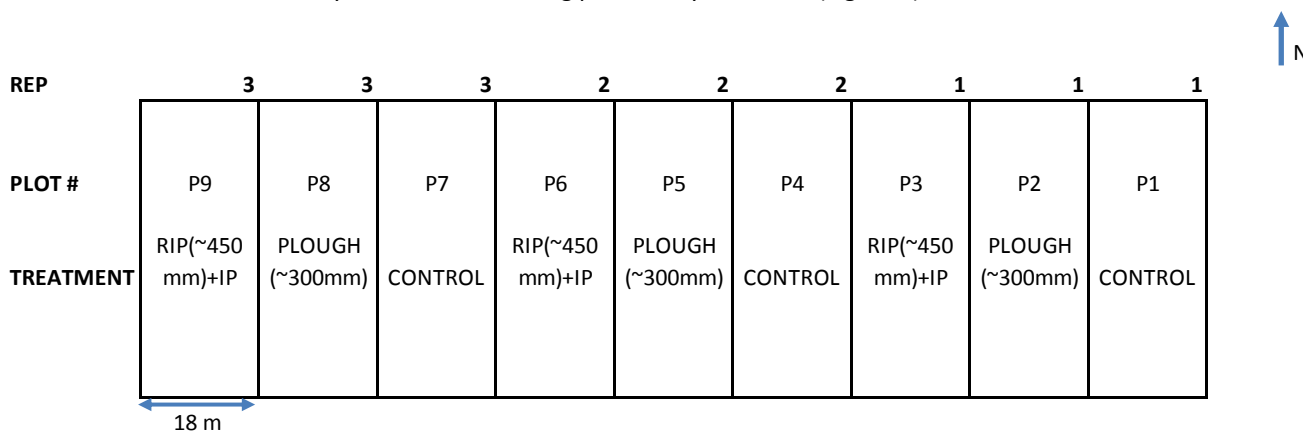 N
REP 3 3 3 2 2 2 1 1 1
PLOT # P9 P8 P7 P6 P5 P4 P3 P2 P1
RIP(~450 PLOUGH RIP(~450 PLOUGH RIP(~450 PLOUGH
TREATMENT mm)+IP (~300mm) CONTROL mm)+IP (~300mm) CONTROL mm)+IP (~300mm) CONTROL
18 m